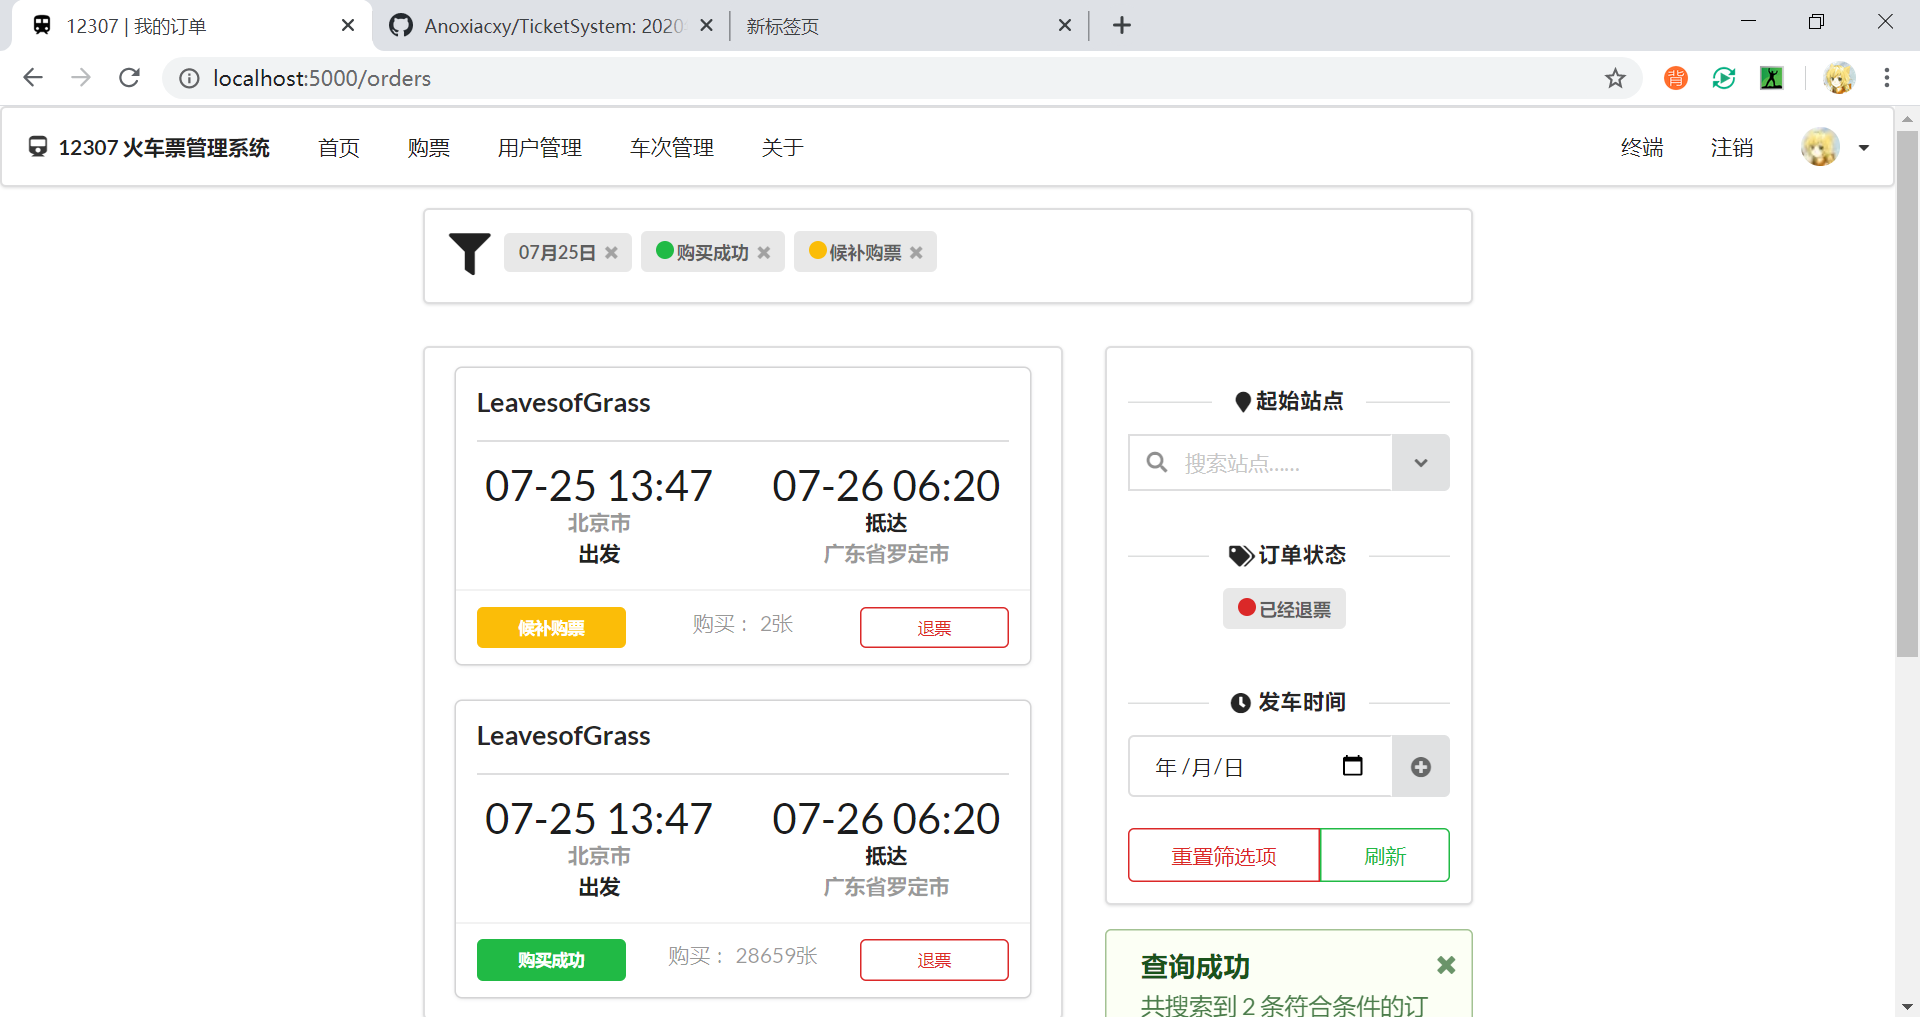 12307 | 我的订单
Anoxiacxy/TicketSystem: 2020
新标签页
localhost:5000/orders
背
12307 火车票管理系统
首页
购票
用户管理
车次管理
关于
终端
注销
07月25日
购买成功
候补购票
LeavesofGrass
07-25 13:47
07-26 06:20
北京市
抵达
出发
广东省罗定市
候补购票
购买： 2张
退票
LeavesofGrass
07-25 13:47
07-26 06:20
北京市
抵达
出发
广东省罗定市
购买成功
购买： 28659张
退票
起始站点
搜索站点......
订单状态
已经退票
发车时间
年 /月/日
重置筛选项
刷新
查询成功
共搜索到 2 条符合条件的订